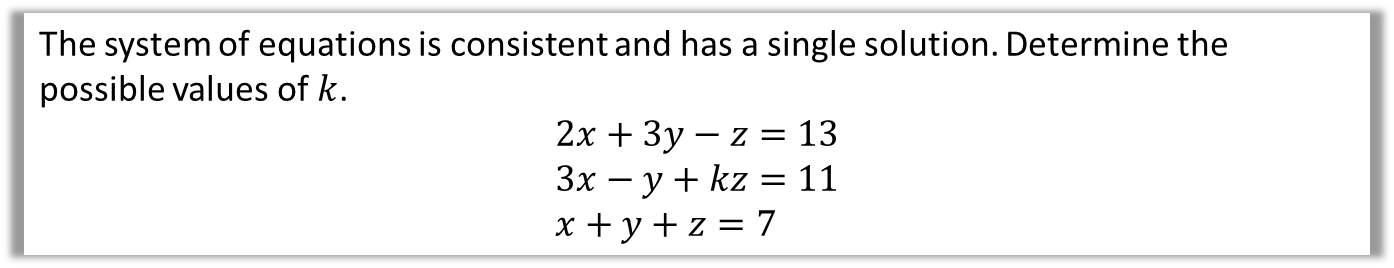 The system of equations is consistent and has a single solution. Determine the
possible values of k.
2x + 3y − z = 13
3x − y + kz = 11
x + y + z = 7